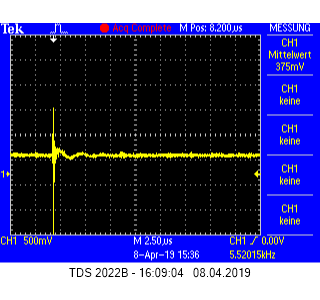 Tek Acq Complete M Pos: 8.200µs MESSUNG
CH1
Mittelwert
375mV
CH1
keine
CH1
keine
CH1
keine
CH1
keine
1
CH1 500mV M 2.50µs CH1 / 0.00V
8-Apr-19 15:36 5.52015kHz
TDS 2022B - 16:09:04 08.04.2019